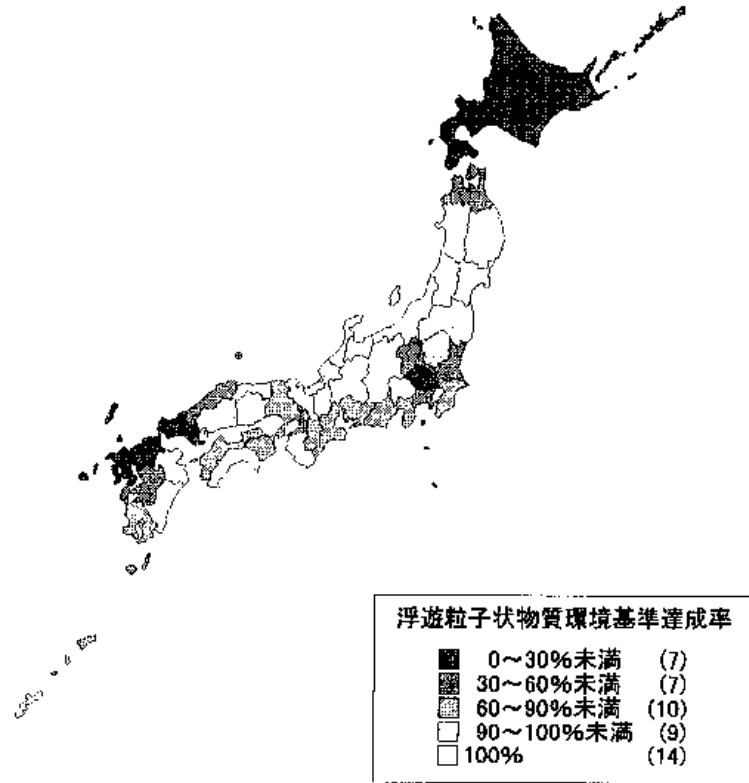 浮遊粒子状物質環境基準達成率
0～30%未満 (7)
30～60%未満 (7)
60～90%未満 (10)
90～100%未満 (9)
100% (14)